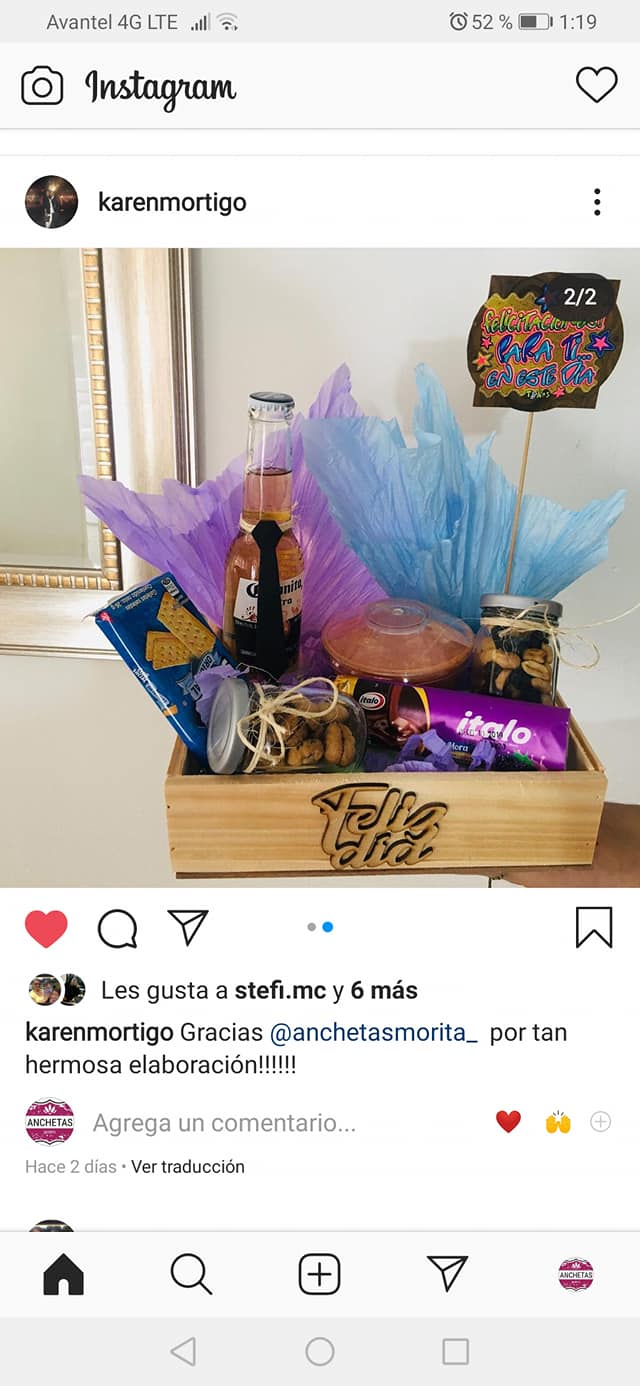 Avantel 4G LTE 52 % 1:19
Instagram
karenmortigo
2/2
PARA TI...
EN ESTE DÍA
italo
italo
Mora
Feliz
día
Les gusta a stefi.mc y 6 más
karenmortigo Gracias @anchetasmorita_ por tan
hermosa elaboración!!!!!!
ANCHETAS
Agrega un comentario...
Hace 2 días • Ver traducción
ANCHETAS